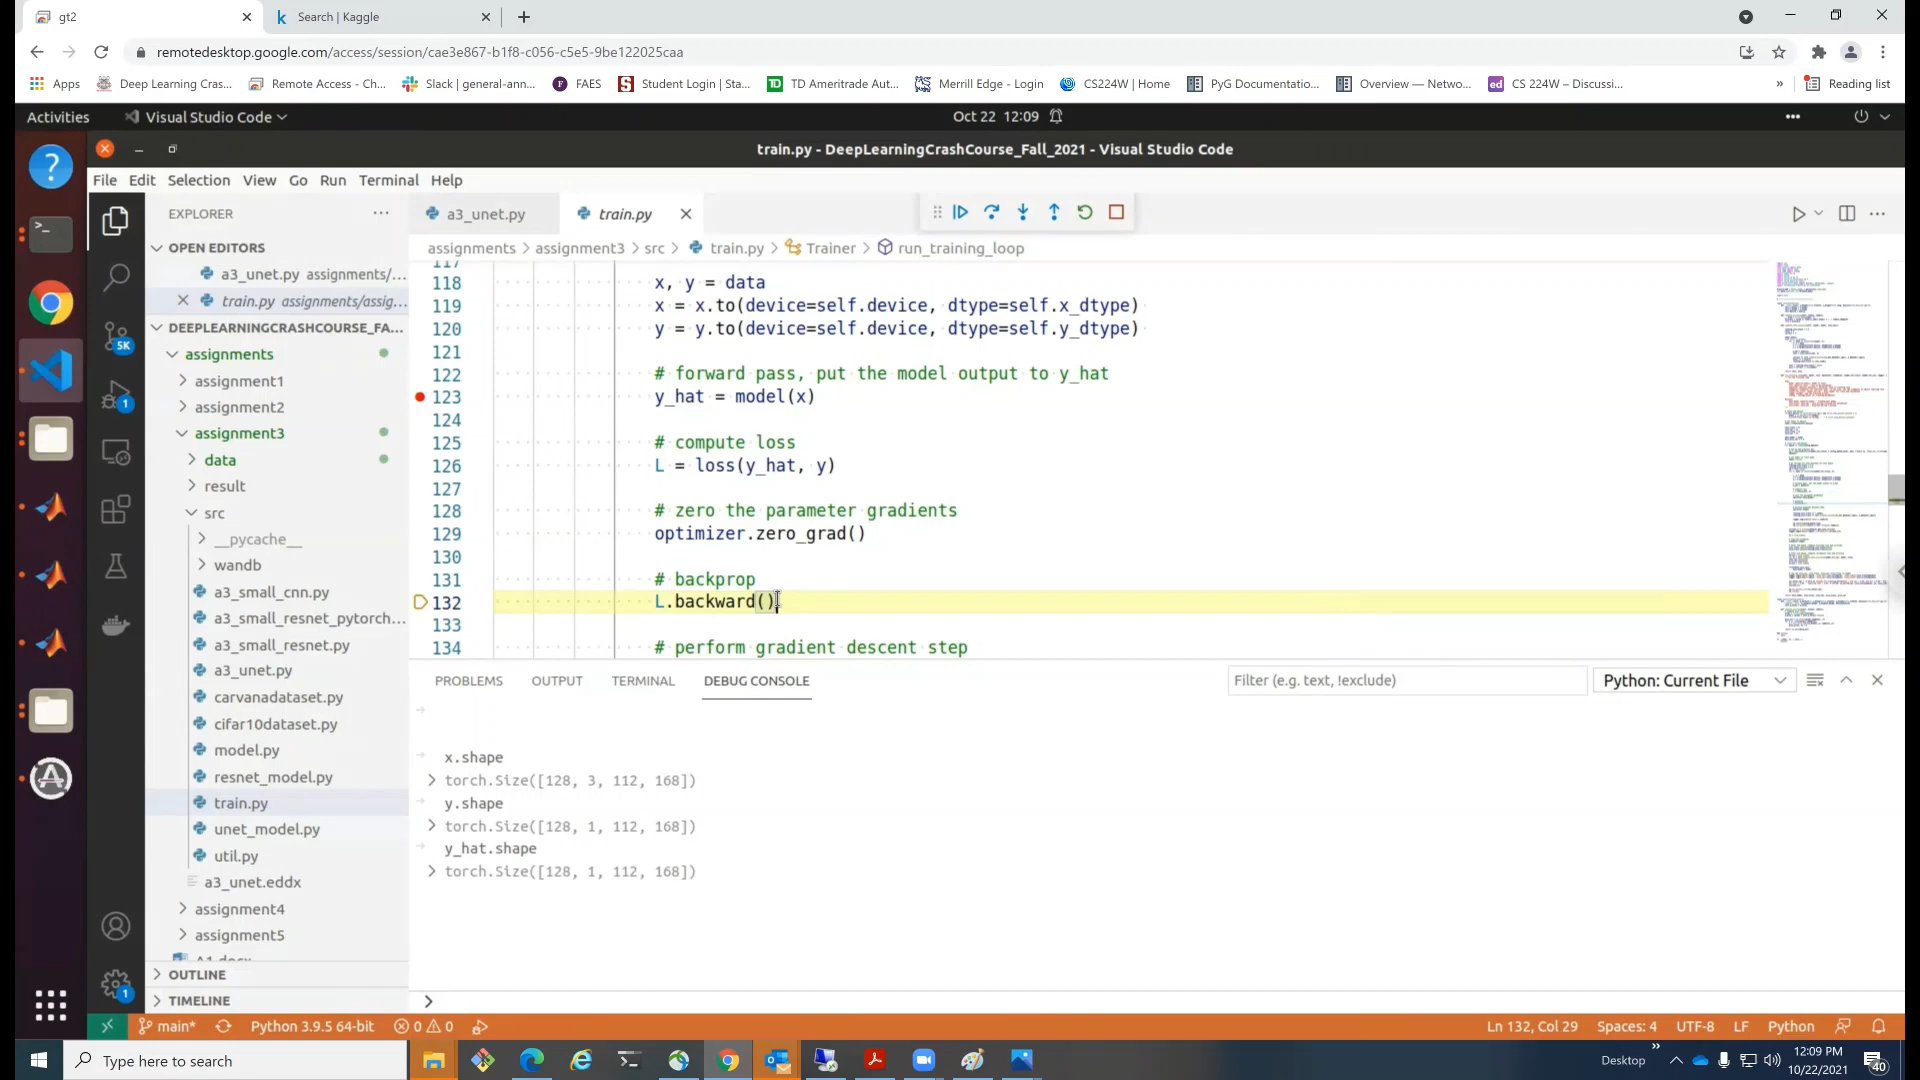 gt2
Search | Kaggle
remotedesktop.google.com/access/session/cae3e867-b1f8-c056-c5e5-9be122025caa
Apps Deep Learning Cras... Remote Access - Ch... Slack | general-ann... FAES Student Login | Sta... TD Ameritrade Aut... Merrill Edge - Login CS224W | Home PyG Documentatio... Overview — Netwo... CS 224W – Discussi... » Reading list
Activities Visual Studio Code Oct 22 12:09
train.py - DeepLearningCrashCourse_Fall_2021 - Visual Studio Code
File Edit Selection View Go Run Terminal Help
EXPLORER
OPEN EDITORS
a3_unet.py assignments/...
train.py assignments/assig...
DEEPLEARNINGCRASHCOURSE_FA...
assignments
assignment1
assignment2
assignment3
data
result
src
__pycache__
wandb
a3_small_cnn.py
a3_small_resnet_pytorch...
a3_small_resnet.py
a3_unet.py
carvanadataset.py
cifar10dataset.py
model.py
resnet_model.py
train.py
unet_model.py
util.py
a3_unet.eddx
assignment4
assignment5
OUTLINE
TIMELINE
5K
1
1
a3_unet.py train.py
assignments > assignment3 > src > train.py > Trainer > run_training_loop
118 x, y = data
119 x = x.to(device=self.device, dtype=self.x_dtype)
120 y = y.to(device=self.device, dtype=self.y_dtype)
121
122 # forward pass, put the model output to y_hat
123 y_hat = model(x)
124
125 # compute loss
126 L = loss(y_hat, y)
127
128 # zero the parameter gradients
129 optimizer.zero_grad()
130
131 # backprop
132 L.backward()
133
134 # perform gradient descent step
PROBLEMS OUTPUT TERMINAL DEBUG CONSOLE Filter (e.g. text, !exclude) Python: Current File
x.shape
torch.Size([128, 3, 112, 168])
y.shape
torch.Size([128, 1, 112, 168])
y_hat.shape
torch.Size([128, 1, 112, 168])
main* Python 3.9.5 64-bit 0 0 Ln 132, Col 29 Spaces: 4 UTF-8 LF Python
Type here to search Desktop » 12:09 PM
10/22/2021 40